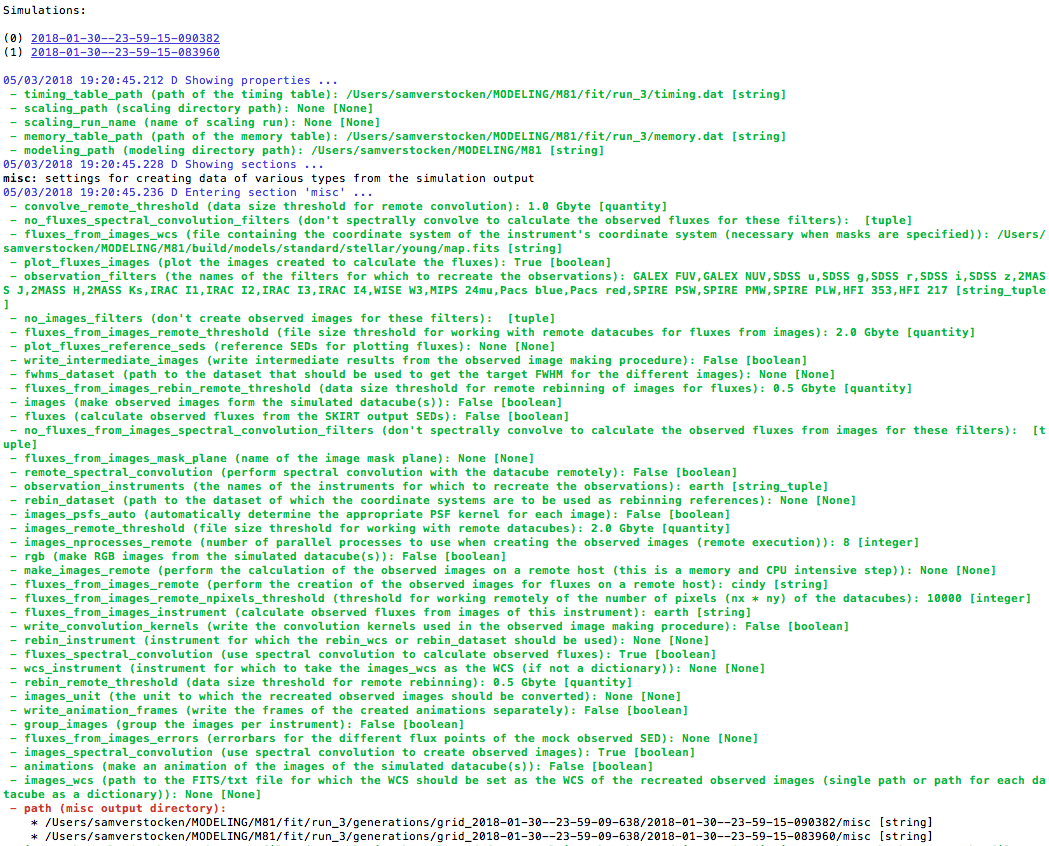 Simulations:
(0) 2018-01-30--23-59-15-090382
(1) 2018-01-30--23-59-15-083960
05/03/2018 19:20:45.212 D Showing properties ...
- timing_table_path (path of the timing table): /Users/samverstocken/MODELING/M81/fit/run_3/timing.dat [string]
- scaling_path (scaling directory path): None [None]
- scaling_run_name (name of scaling run): None [None]
- memory_table_path (path of the memory table): /Users/samverstocken/MODELING/M81/fit/run_3/memory.dat [string]
- modeling_path (modeling directory path): /Users/samverstocken/MODELING/M81 [string]
05/03/2018 19:20:45.228 D Showing sections ...
misc: settings for creating data of various types from the simulation output
05/03/2018 19:20:45.236 D Entering section 'misc' ...
- convolve_remote_threshold (data size threshold for remote convolution): 1.0 Gbyte [quantity]
- no_fluxes_spectral_convolution_filters (don't spectrally convolve to calculate the observed fluxes for these filters):  [tuple]
- fluxes_from_images_wcs (file containing the coordinate system of the instrument's coordinate system (necessary when masks are specified)): /Users/
samverstocken/MODELING/M81/build/models/standard/stellar/young/map.fits [string]
- plot_fluxes_images (plot the images created to calculate the fluxes): True [boolean]
- observation_filters (the names of the filters for which to recreate the observations): GALEX FUV,GALEX NUV,SDSS u,SDSS g,SDSS r,SDSS i,SDSS z,2MAS
S J,2MASS H,2MASS Ks,IRAC I1,IRAC I2,IRAC I3,IRAC I4,WISE W3,MIPS 24mu,Pacs blue,Pacs red,SPIRE PSW,SPIRE PMW,SPIRE PLW,HFI 353,HFI 217 [string_tuple
]
- no_images_filters (don't create observed images for these filters):  [tuple]
- fluxes_from_images_remote_threshold (file size threshold for working with remote datacubes for fluxes from images): 2.0 Gbyte [quantity]
- plot_fluxes_reference_seds (reference SEDs for plotting fluxes): None [None]
- write_intermediate_images (write intermediate results from the observed image making procedure): False [boolean]
- fwhms_dataset (path to the dataset that should be used to get the target FWHM for the different images): None [None]
- fluxes_from_images_rebin_remote_threshold (data size threshold for remote rebinning of images for fluxes): 0.5 Gbyte [quantity]
- images (make observed images form the simulated datacube(s)): False [boolean]
- fluxes (calculate observed fluxes from the SKIRT output SEDs): False [boolean]
- no_fluxes_from_images_spectral_convolution_filters (don't spectrally convolve to calculate the observed fluxes from images for these filters):  [t
uple]
- fluxes_from_images_mask_plane (name of the image mask plane): None [None]
- remote_spectral_convolution (perform spectral convolution with the datacube remotely): False [boolean]
- observation_instruments (the names of the instruments for which to recreate the observations): earth [string_tuple]
- rebin_dataset (path to the dataset of which the coordinate systems are to be used as rebinning references): None [None]
- images_psfs_auto (automatically determine the appropriate PSF kernel for each image): False [boolean]
- images_remote_threshold (file size threshold for working with remote datacubes): 2.0 Gbyte [quantity]
- images_nprocesses_remote (number of parallel processes to use when creating the observed images (remote execution)): 8 [integer]
- rgb (make RGB images from the simulated datacube(s)): False [boolean]
- make_images_remote (perform the calculation of the observed images on a remote host (this is a memory and CPU intensive step)): None [None]
- fluxes_from_images_remote (perform the creation of the observed images for fluxes on a remote host): cindy [string]
- fluxes_from_images_remote_npixels_threshold (threshold for working remotely of the number of pixels (nx * ny) of the datacubes): 10000 [integer]
- fluxes_from_images_instrument (calculate observed fluxes from images of this instrument): earth [string]
- write_convolution_kernels (write the convolution kernels used in the observed image making procedure): False [boolean]
- rebin_instrument (instrument for which the rebin_wcs or rebin_dataset should be used): None [None]
- fluxes_spectral_convolution (use spectral convolution to calculate observed fluxes): True [boolean]
- wcs_instrument (instrument for which to take the images_wcs as the WCS (if not a dictionary)): None [None]
- rebin_remote_threshold (data size threshold for remote rebinning): 0.5 Gbyte [quantity]
- images_unit (the unit to which the recreated observed images should be converted): None [None]
- write_animation_frames (write the frames of the created animations separately): False [boolean]
- group_images (group the images per instrument): False [boolean]
- fluxes_from_images_errors (errorbars for the different flux points of the mock observed SED): None [None]
- images_spectral_convolution (use spectral convolution to create observed images): True [boolean]
- animations (make an animation of the images of the simulated datacube(s)): False [boolean]
- images_wcs (path to the FITS/txt file for which the WCS should be set as the WCS of the recreated observed images (single path or path for each da
tacube as a dictionary)): None [None]
- path (misc output directory):
* /Users/samverstocken/MODELING/M81/fit/run_3/generations/grid_2018-01-30--23-59-09-638/2018-01-30--23-59-15-090382/misc [string]
* /Users/samverstocken/MODELING/M81/fit/run_3/generations/grid_2018-01-30--23-59-09-638/2018-01-30--23-59-15-083960/misc [string]